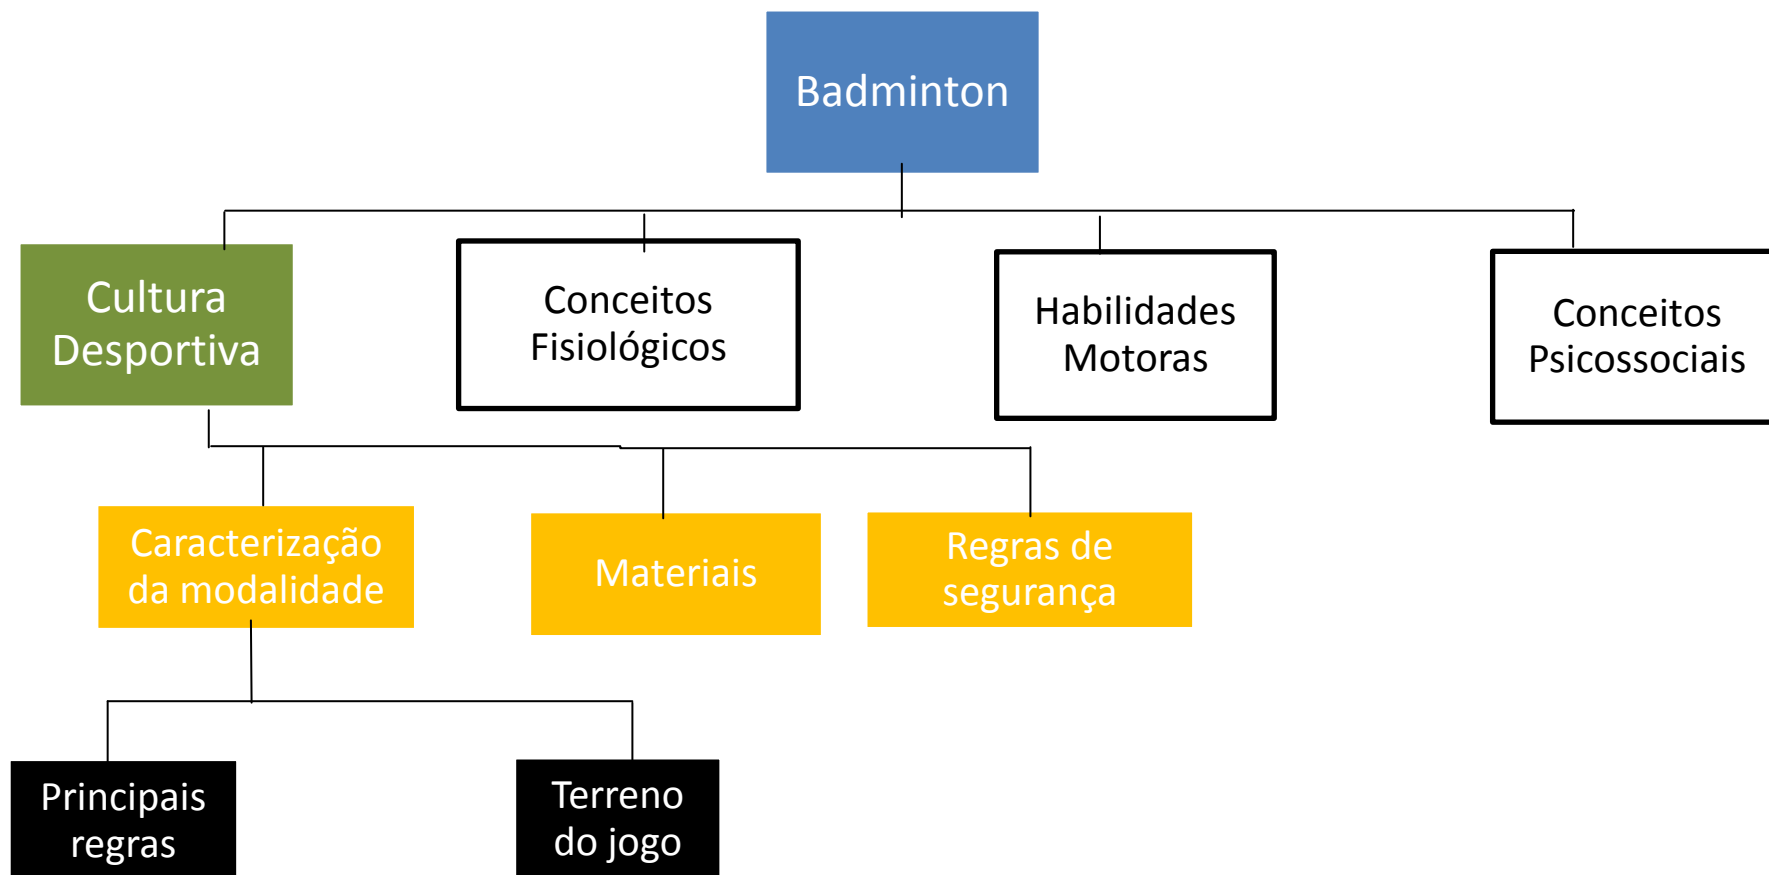 Badminton
Cultura
Desportiva
Conceitos
Fisiológicos
Habilidades
Motoras
Conceitos
Psicossociais
Caracterização
da modalidade
Materiais
Regras de
segurança
Principais
regras
Terreno
do jogo